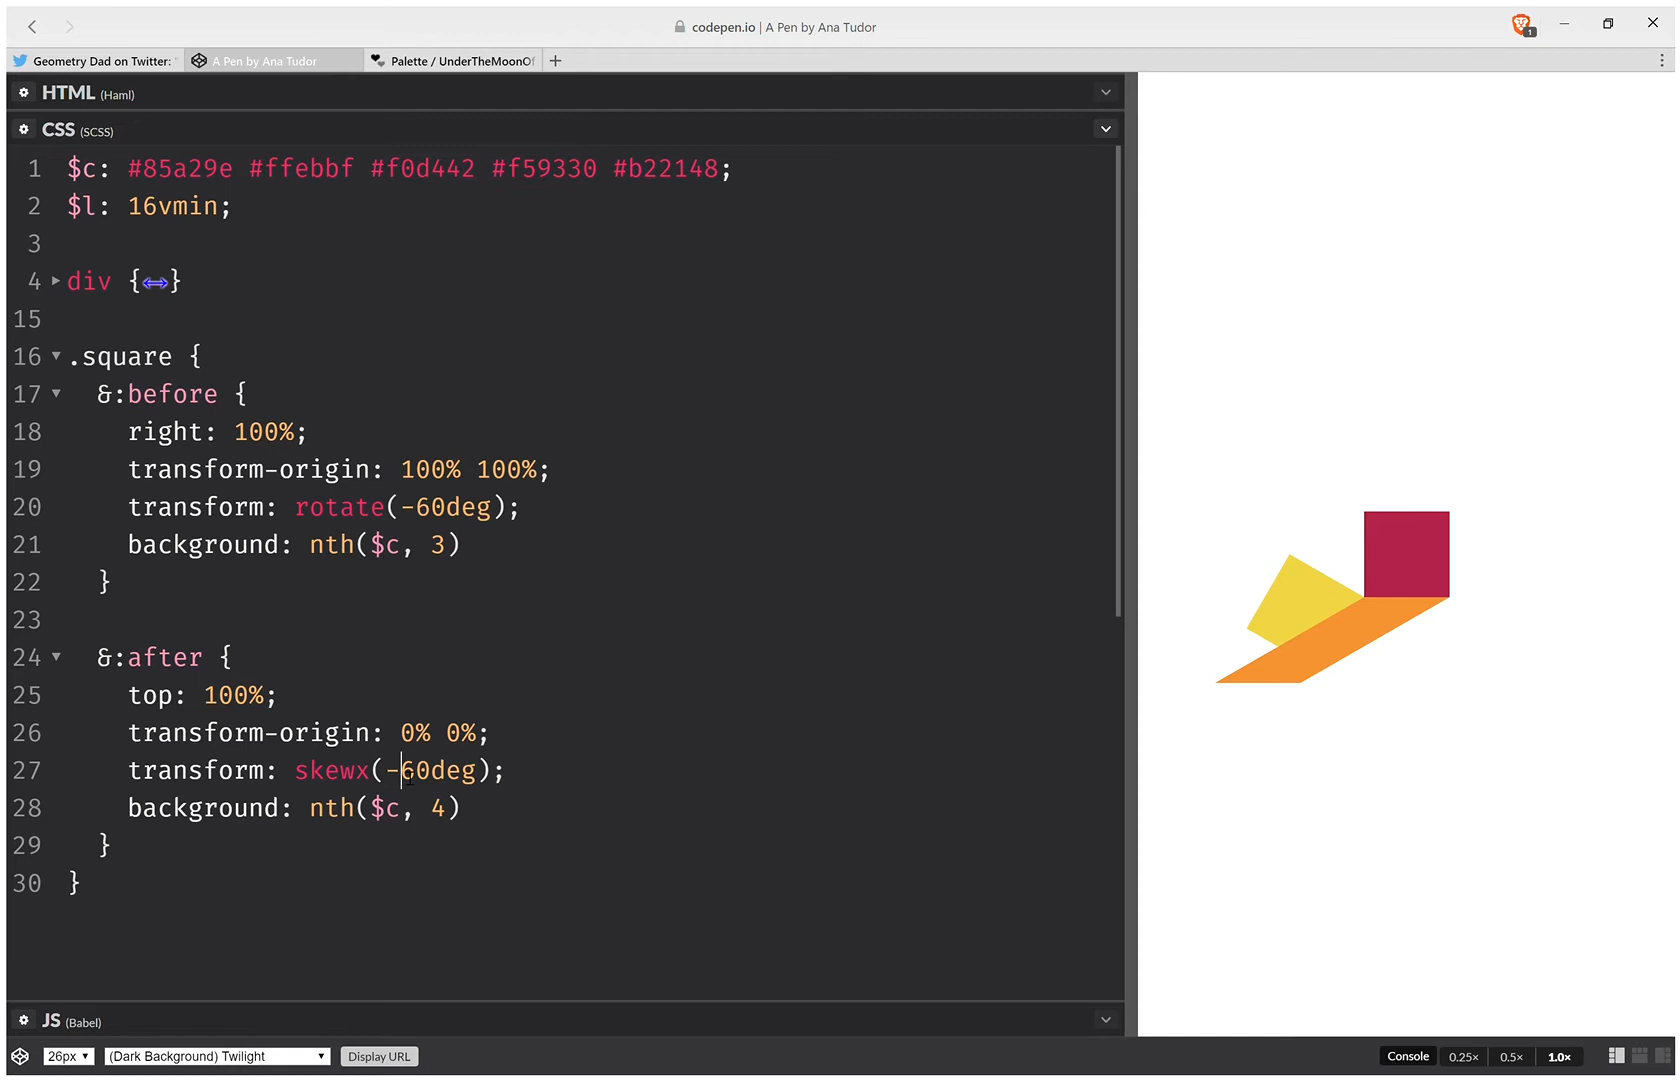 codepen.io | A Pen by Ana Tudor
1
Geometry Dad on Twitter:
A Pen by Ana Tudor
Palette / UnderTheMoonOf
HTML (Haml)
CSS (SCSS)
1 $c: #85a29e #ffebbf #f0d442 #f59330 #b22148;
2 $l: 16vmin;
3
4 div {↔}
15
16 .square {
17 &:before {
18 right: 100%;
19 transform-origin: 100% 100%;
20 transform: rotate(-60deg);
21 background: nth($c, 3)
22 }
23
24 &:after {
25 top: 100%;
26 transform-origin: 0% 0%;
27 transform: skewx(-60deg);
28 background: nth($c, 4)
29 }
30 }
JS (Babel)
26px (Dark Background) Twilight Display URL
Console 0.25× 0.5× 1.0×